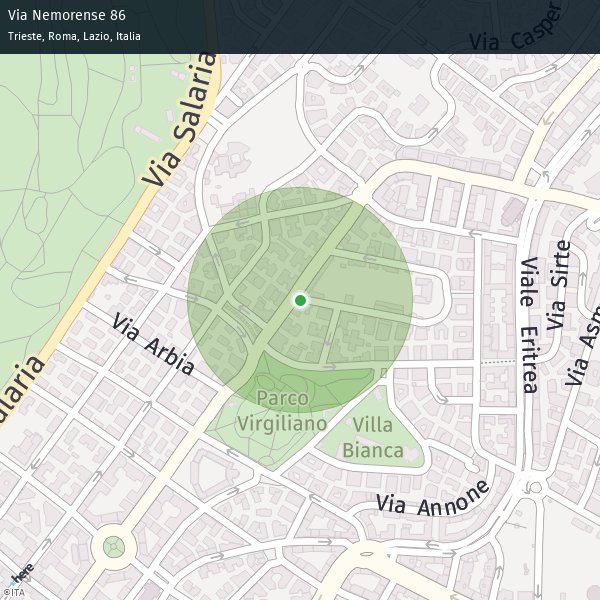 Via Nemorense 86
Trieste, Roma, Lazio, Italia
Via Casper
Via Salaria
Via Sirte
Viale Eritrea
Via Asm
Via Arbia
alaria
Parco
Virgiliano
Villa
Bianca
Via Annone
here
©ITA